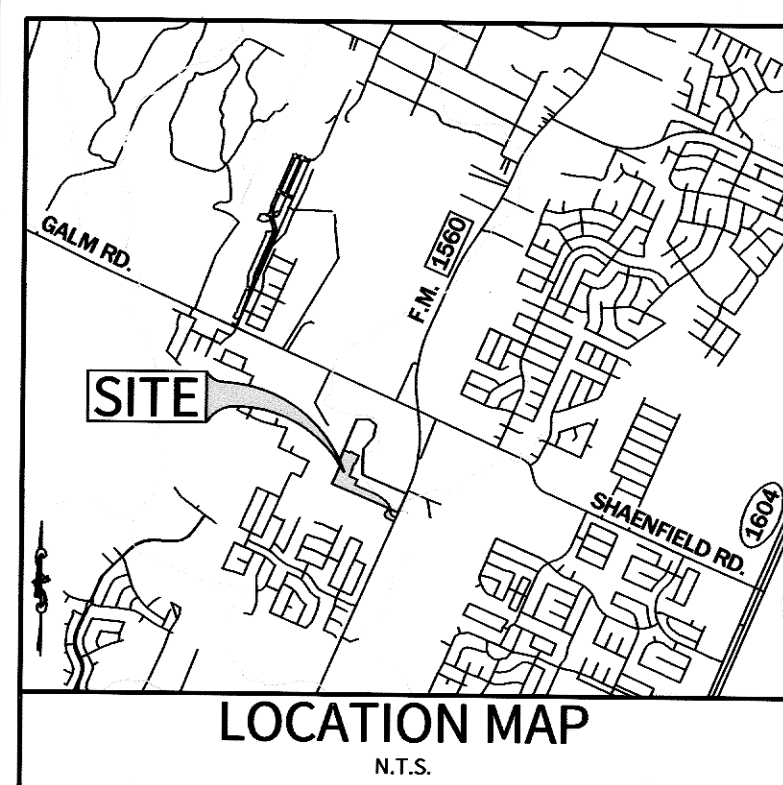 GALM RD.
F.M. 1560
SITE
SHAENFIELD RD.
1604
LOCATION MAP
N.T.S.